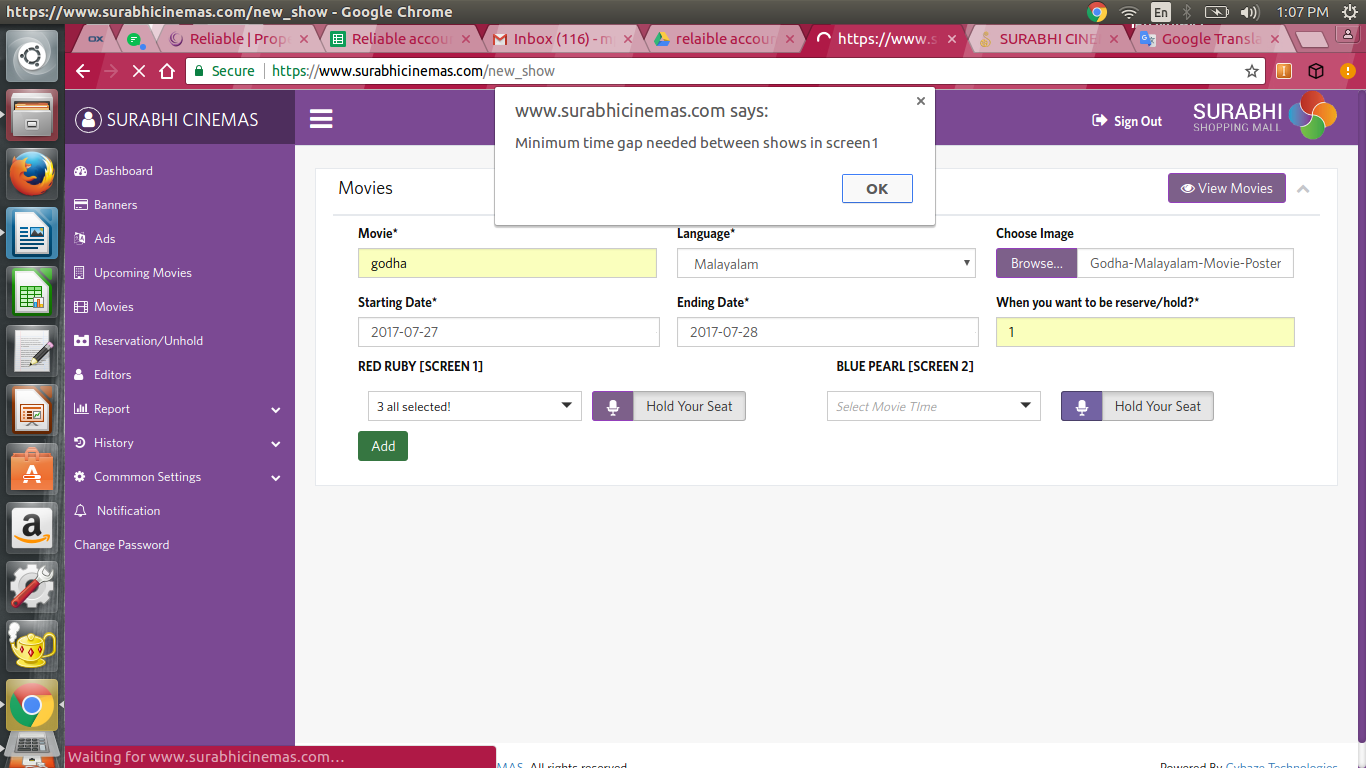 https://www.surabhicinemas.com/new_show - Google Chrome
En
1:07 PM
OX
Reliable | Prop
Reliable accou
Inbox (116) - m
relaible accou
https://www.s
SURABHI CINE
Google Transla
Secure
https://www.surabhicinemas.com/new_show
SURABHI CINEMAS
Sign Out
SURABHI
SHOPPING MALL
www.surabhicinemas.com says:
Minimum time gap needed between shows in screen1
OK
Dashboard
Banners
Ads
Upcoming Movies
Movies
Reservation/Unhold
Editors
Report
History
Commmon Settings
Notification
Change Password
Movies
View Movies
Movie*
Language*
Choose Image
godha
Malayalam
Browse...
Godha-Malayalam-Movie-Poster
Starting Date*
Ending Date*
When you want to be reserve/hold?*
2017-07-27
2017-07-28
1
RED RUBY [SCREEN 1]
BLUE PEARL [SCREEN 2]
3 all selected!
Hold Your Seat
Select Movie TIme
Hold Your Seat
Add
Waiting for www.surabhicinemas.com...
MAS. All rights reserved.
Powered By Cybaze Technologies